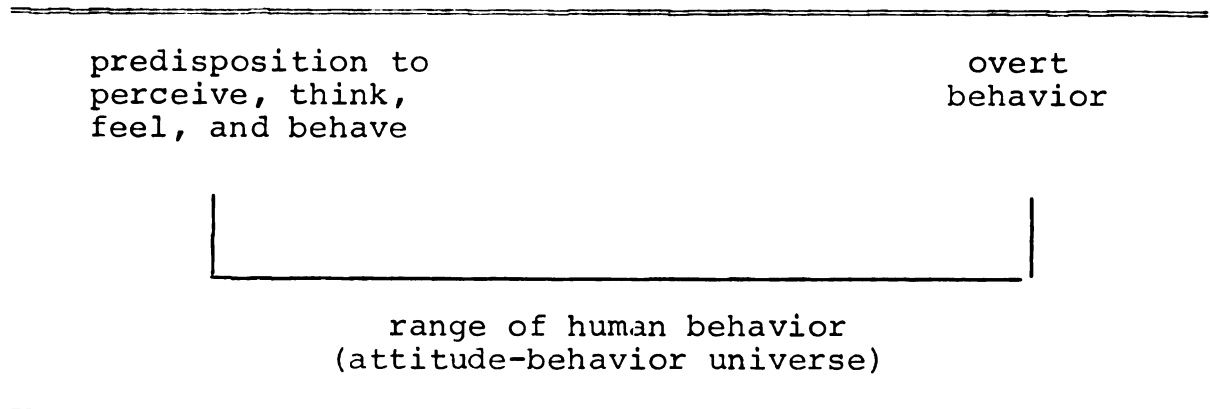 predisposition to
perceive, think,
feel, and behave
overt
behavior
range of human behavior
(attitude-behavior universe)